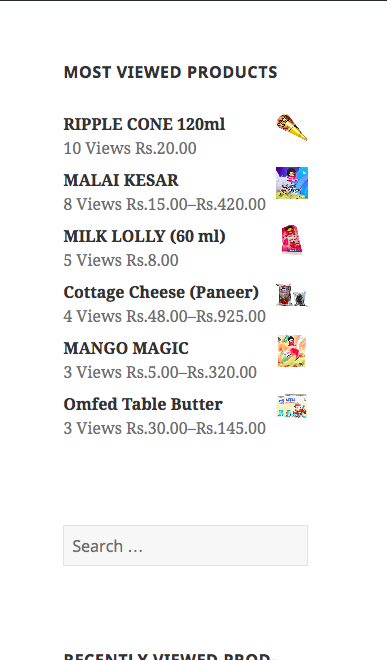 MOST VIEWED PRODUCTS
RIPPLE CONE 120ml
10 Views Rs.20.00
MALAI KESAR
8 Views Rs.15.00–Rs.420.00
MILK LOLLY (60 ml)
5 Views Rs.8.00
Cottage Cheese (Paneer)
4 Views Rs.48.00–Rs.925.00
MANGO MAGIC
3 Views Rs.5.00–Rs.320.00
Omfed Table Butter
3 Views Rs.30.00–Rs.145.00
Search …
RECENTLY VIEWED PROD-